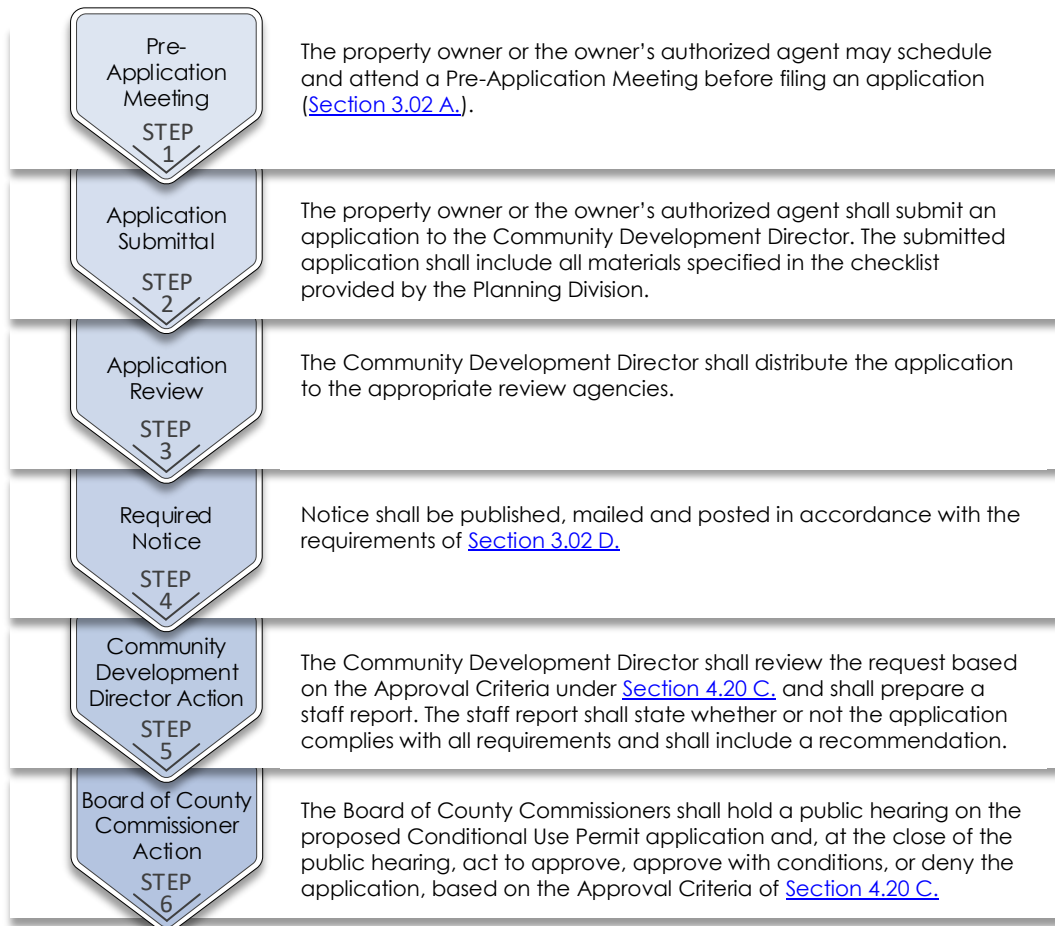 Pre-
Application
Meeting
STEP
1
The property owner or the owner’s authorized agent may schedule
and attend a Pre-Application Meeting before filing an application
(Section 3.02 A.).
Application
Submittal
STEP
2
The property owner or the owner’s authorized agent shall submit an
application to the Community Development Director. The submitted
application shall include all materials specified in the checklist
provided by the Planning Division.
Application
Review
STEP
3
The Community Development Director shall distribute the application
to the appropriate review agencies.
Required
Notice
STEP
4
Notice shall be published, mailed and posted in accordance with the
requirements of Section 3.02 D.
Community
Development
Director Action
STEP
5
The Community Development Director shall review the request based
on the Approval Criteria under Section 4.20 C. and shall prepare a
staff report. The staff report shall state whether or not the application
complies with all requirements and shall include a recommendation.
Board of County
Commissioner
Action
STEP
6
The Board of County Commissioners shall hold a public hearing on the
proposed Conditional Use Permit application and, at the close of the
public hearing, act to approve, approve with conditions, or deny the
application, based on the Approval Criteria of Section 4.20 C.